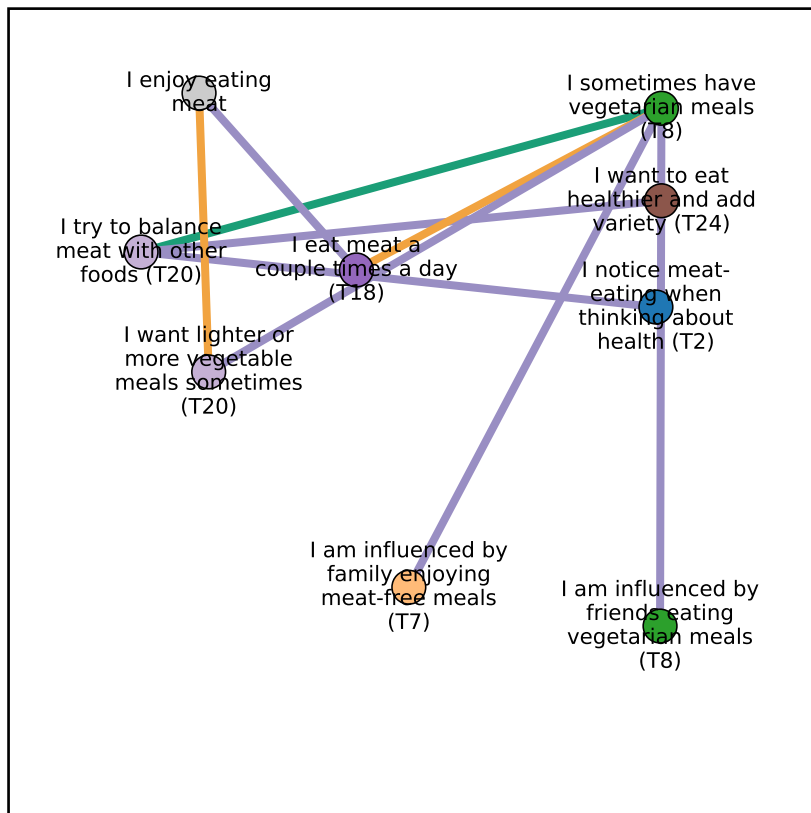 I enjoy eating
meat
I sometimes have
vegetarian meals
(T8)
I want to eat
healthier and add
variety (T24)
I try to balance
meat with other
foods (T20)
I eat meat a
couple times a day
(T18)
I notice meat-
eating when
thinking about
health (T2)
I want lighter or
more vegetable
meals sometimes
(T20)
I am influenced by
family enjoying
meat-free meals
(T7)
I am influenced by
friends eating
vegetarian meals
(T8)